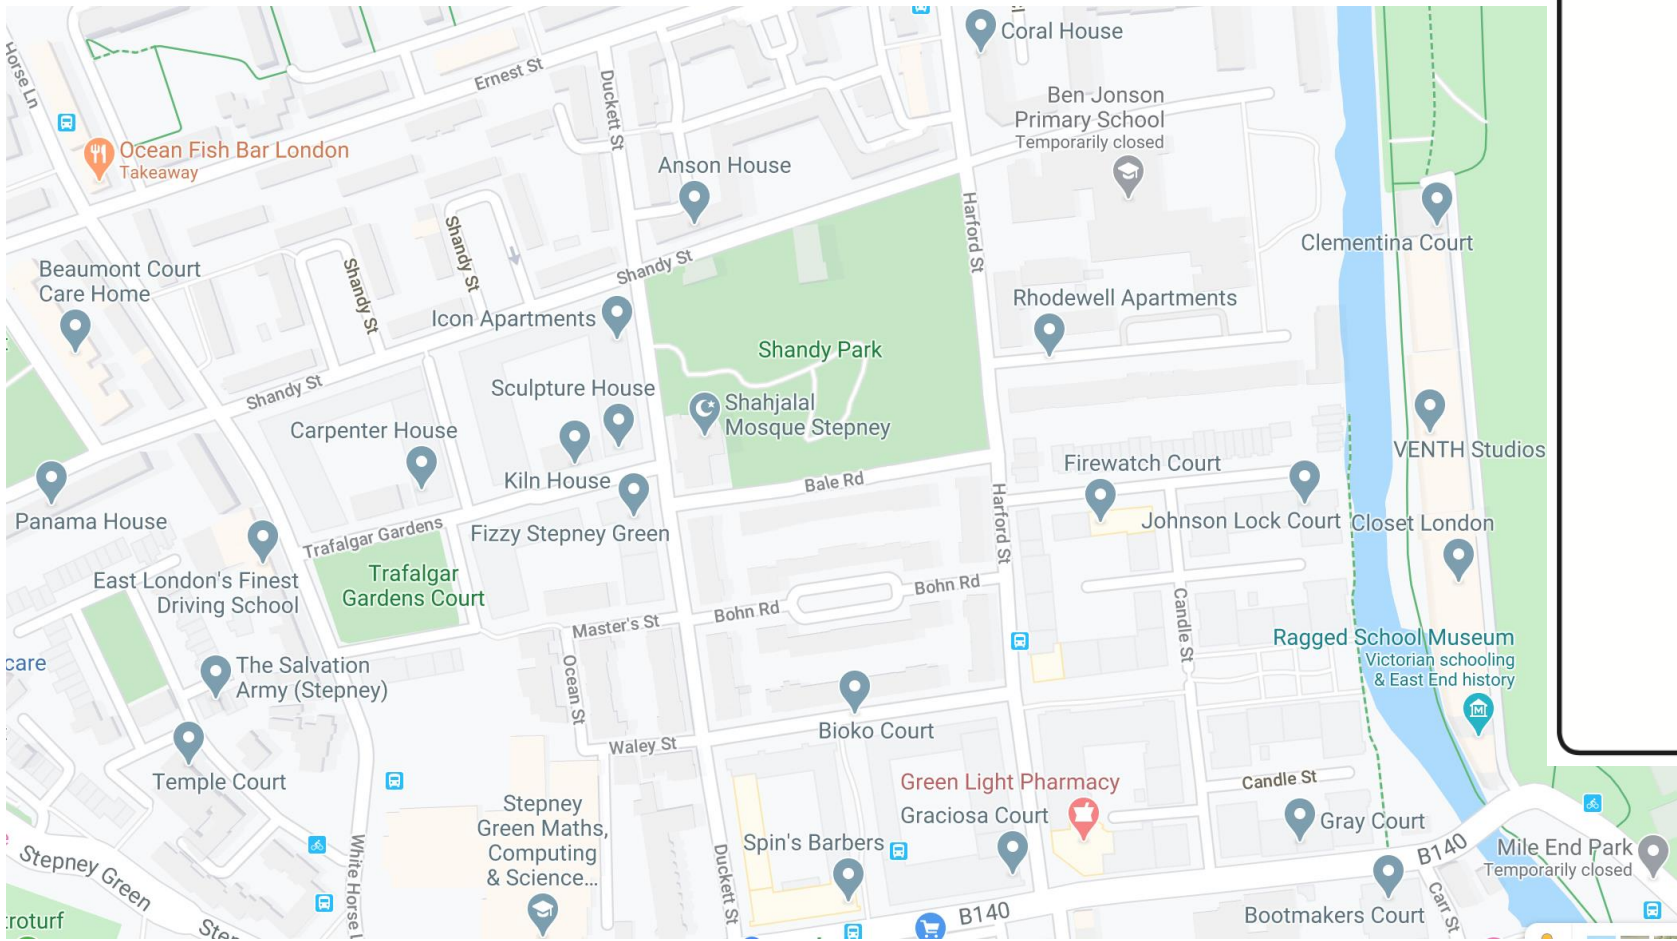 Coral House
Horse Ln
Ernest St
Duckett St
Ben Jonson
Primary School
Temporarily closed
Ocean Fish Bar London
Takeaway
Anson House
Harford St
Clementina Court
Shandy St
Shandy St
Shandy St
Beaumont Court
Care Home
Icon Apartments
Rhodewell Apartments
Shandy Park
Shandy St
Sculpture House
Shahjalal
Mosque Stepney
Carpenter House
VENTH Studios
Firewatch Court
Kiln House
Bale Rd
Panama House
Trafalgar Gardens
Fizzy Stepney Green
Harford St
Johnson Lock Court
Closet London
East London's Finest
Driving School
Trafalgar
Gardens Court
Bohn Rd
Bohn Rd
Master's St
Candle St
Ragged School Museum
Victorian schooling
& East End history
care
The Salvation
Army (Stepney)
Ocean St
Bioko Court
Waley St
Temple Court
Green Light Pharmacy
Candle St
Stepney
Green Maths,
Computing
& Science...
Graciosa Court
Gray Court
Spin's Barbers
B140
Mile End Park
Temporarily closed
Stepney Green
White Horse L
Duckett St
Carr St
Bootmakers Court
B140
troturf
Ste